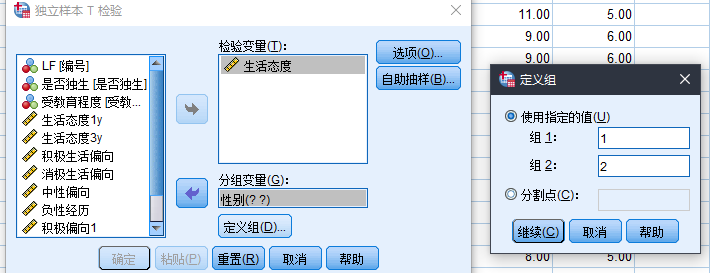 独立样本 T 检验
检验变量(T):
生活态度
选项(O)...
自助抽样(B)...
LF [编号]
是否独生 [是否独生]
受教育程度 [受教...
生活态度1y
生活态度3y
积极生活偏向
消极生活偏向
中性偏向
负性经历
积极偏向1
分组变量(G):
性别(? ?)
定义组(D)...
确定
粘贴(P)
重置(R)
取消
帮助
11.00 5.00
9.00 6.00
9.00 6.00
定义组
使用指定的值(U)
组 1: 1
组 2: 2
分割点(C):
继续(C)
取消
帮助
8.00 5.00